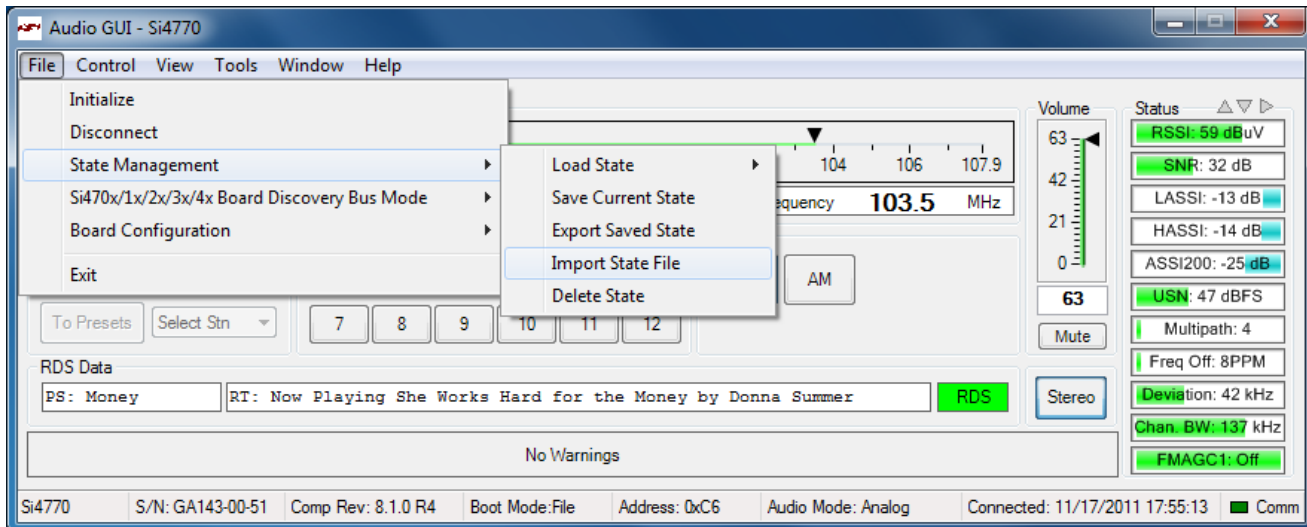 Audio GUI - Si4770
File Control View Tools Window Help
Initialize
Disconnect
State Management
Si470x/1x/2x/3x/4x Board Discovery Bus Mode
Board Configuration
Exit
Load State
Save Current State
Export Saved State
Import State File
Delete State
104 106 107.9
103.5 MHz
AM
To Presets Select Stn 7 8 9 10 11 12
Volume
63
42
21
0
63
Mute
Stereo
Status
RSSI: 59 dBuV
SNR: 32 dB
LASSI: -13 dB
HASSI: -14 dB
ASSI200: -25 dB
USN: 47 dBFS
Multipath: 4
Freq Off: 8PPM
Deviation: 42 kHz
Chan. BW: 137 kHz
FMAGC1: Off
RDS Data
PS: Money RT: Now Playing She Works Hard for the Money by Donna Summer RDS
No Warnings
Si4770 S/N: GA143-00-51 Comp Rev: 8.1.0 R4 Boot Mode:File Address: 0xC6 Audio Mode: Analog Connected: 11/17/2011 17:55:13 Comm